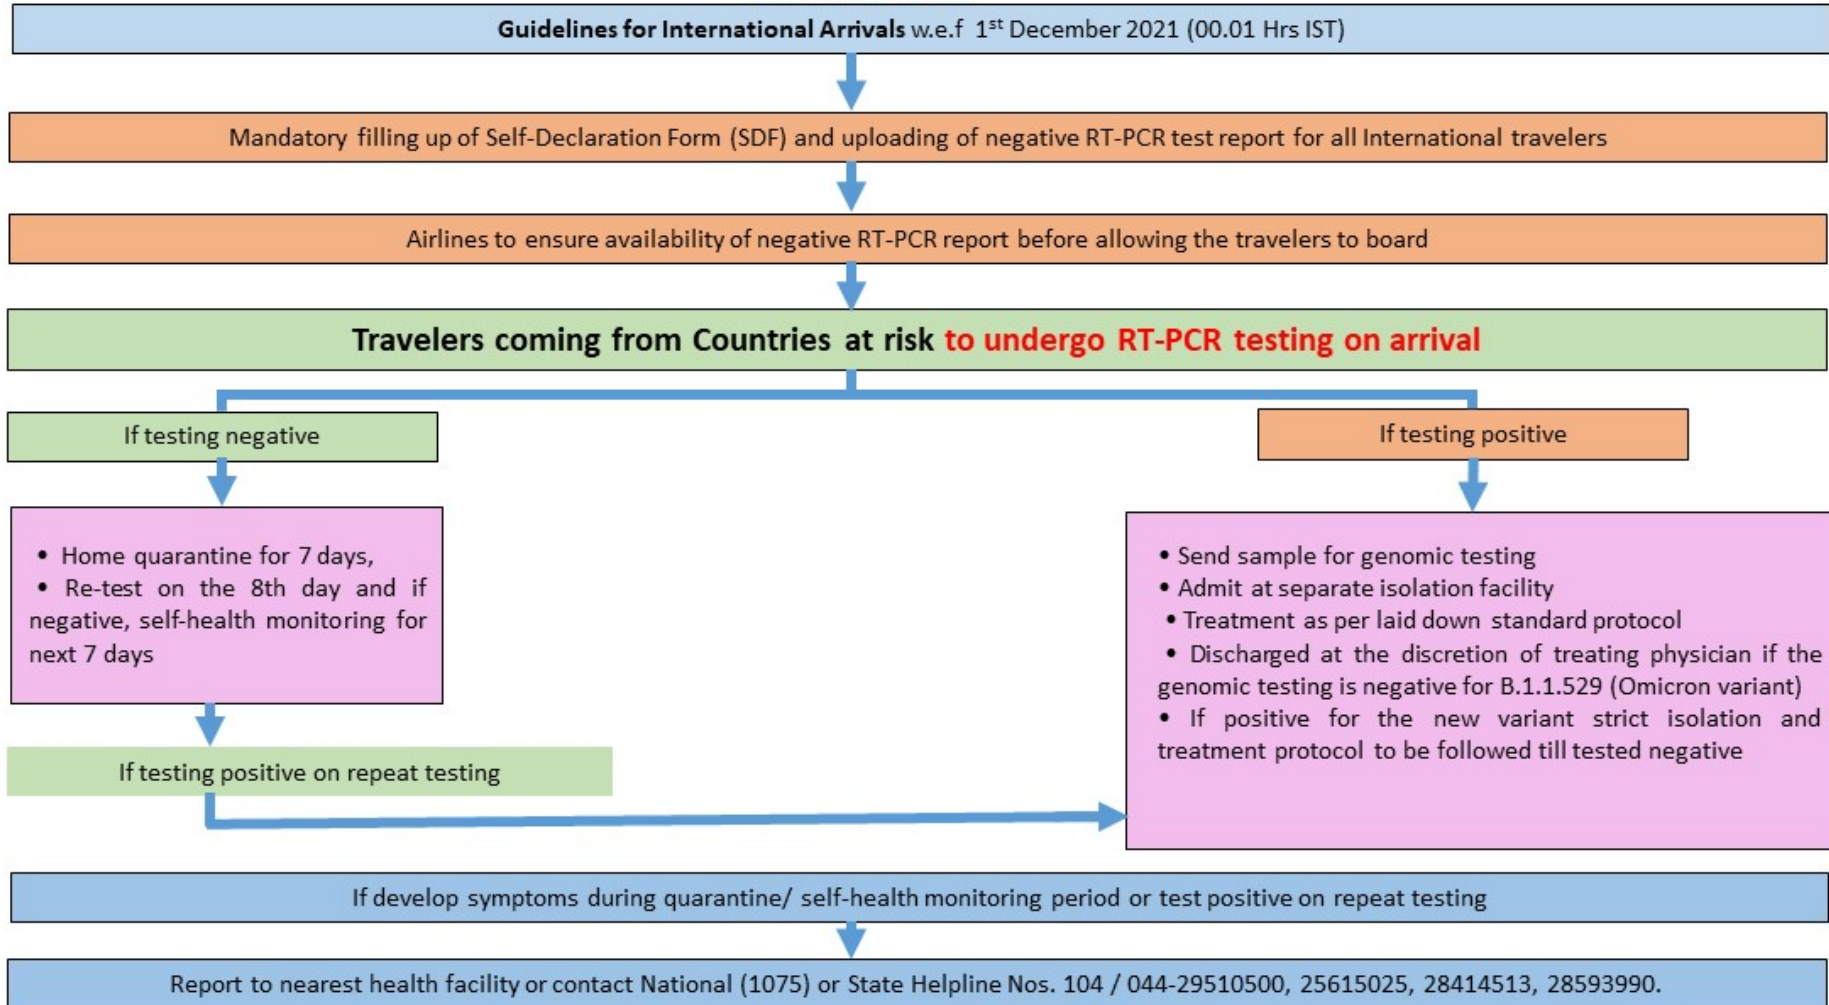 Guidelines for International Arrivals w.e.f 1st December 2021 (00.01 Hrs IST)
Mandatory filling up of Self-Declaration Form (SDF) and uploading of negative RT-PCR test report for all International travelers
Airlines to ensure availability of negative RT-PCR report before allowing the travelers to board
Travelers coming from Countries at risk to undergo RT-PCR testing on arrival
If testing negative
• Home quarantine for 7 days,
• Re-test on the 8th day and if
negative, self-health monitoring for
next 7 days
If testing positive on repeat testing
If testing positive
• Send sample for genomic testing
• Admit at separate isolation facility
• Treatment as per laid down standard protocol
• Discharged at the discretion of treating physician if the
genomic testing is negative for B.1.1.529 (Omicron variant)
• If positive for the new variant strict isolation and
treatment protocol to be followed till tested negative
If develop symptoms during quarantine/ self-health monitoring period or test positive on repeat testing
Report to nearest health facility or contact National (1075) or State Helpline Nos. 104 / 044-29510500, 25615025, 28414513, 28593990.